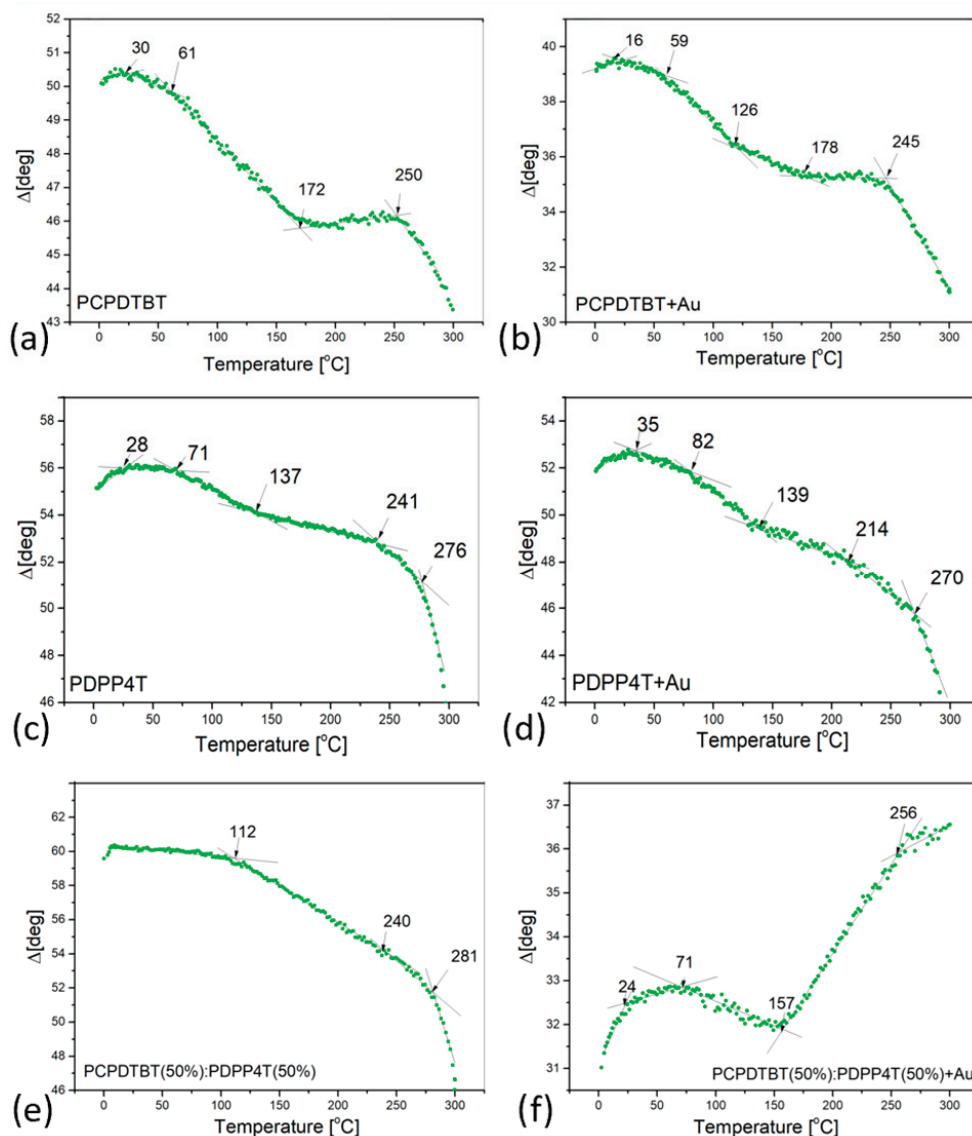 52
51
50
49
48
47
46
45
44
43
Δ[deg]
30
61
172
250
PCPDTBT
0 50 100 150 200 250 300
Temperature [°C]
(a)
41
40
39
38
37
36
35
34
33
32
31
30
Δ[deg]
16
59
126
178
245
PCPDTBT+Au
0 50 100 150 200 250 300
Temperature [°C]
(b)
58
56
54
52
50
48
46
Δ[deg]
28
71
137
241
276
PDPP4T
0 50 100 150 200 250 300
Temperature [°C]
(c)
54
52
50
48
46
44
42
Δ[deg]
35
82
139
214
270
PDPP4T+Au
0 50 100 150 200 250 300
Temperature [°C]
(d)
62
60
58
56
54
52
50
48
46
Δ[deg]
112
240
281
PCPDTBT(50%):PDPP4T(50%)
0 50 100 150 200 250 300
Temperature [°C]
(e)
37
36
35
34
33
32
31
Δ[deg]
24
71
157
256
PCPDTBT(50%):PDPP4T(50%)+Au
0 50 100 150 200 250 300
Temperature [°C]
(f)